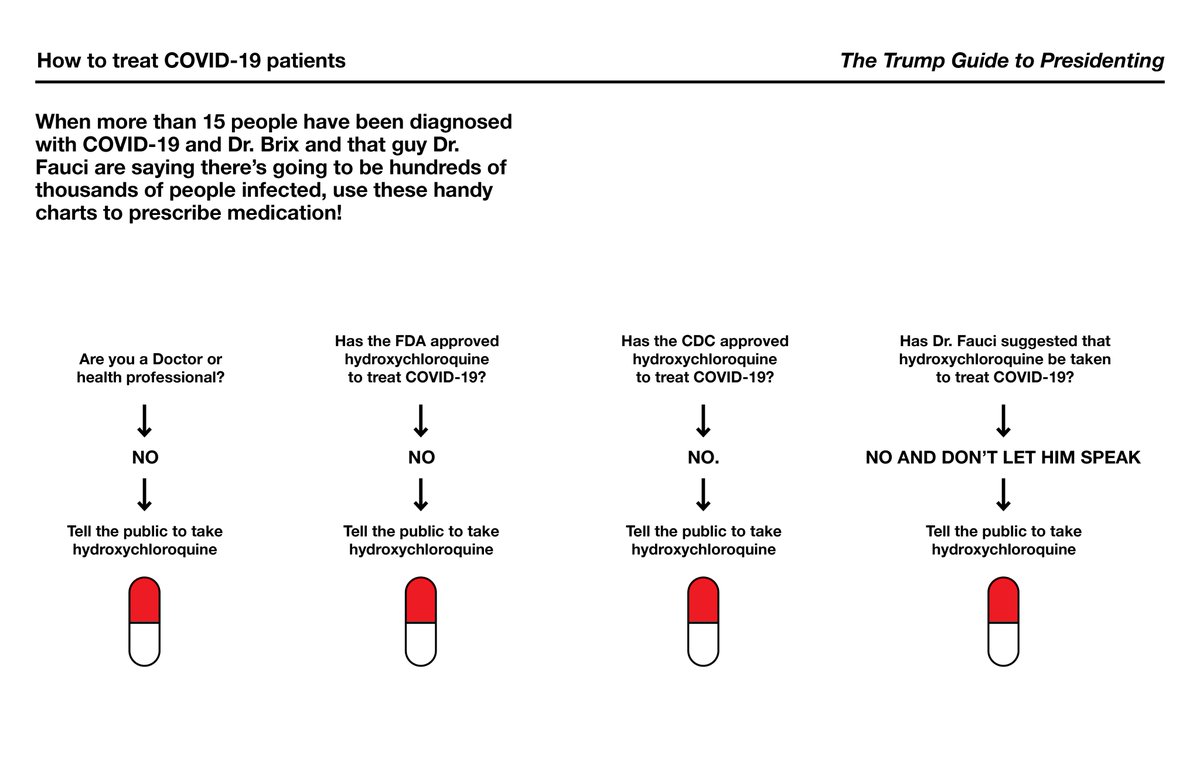 How to treat COVID-19 patients
The Trump Guide to Presidenting
When more than 15 people have been diagnosed
with COVID-19 and Dr. Brix and that guy Dr.
Fauci are saying there's going to be hundreds of
thousands of people infected, use these handy
charts to prescribe medication!
Are you a Doctor or
health professional?
NO
Tell the public to take
hydroxychloroquine
Has the FDA approved
hydroxychloroquine
to treat COVID-19?
NO
Tell the public to take
hydroxychloroquine
Has the CDC approved
hydroxychloroquine
to treat COVID-19?
NO.
Tell the public to take
hydroxychloroquine
Has Dr. Fauci suggested that
hydroxychloroquine be taken
to treat COVID-19?
NO AND DON'T LET HIM SPEAK
Tell the public to take
hydroxychloroquine